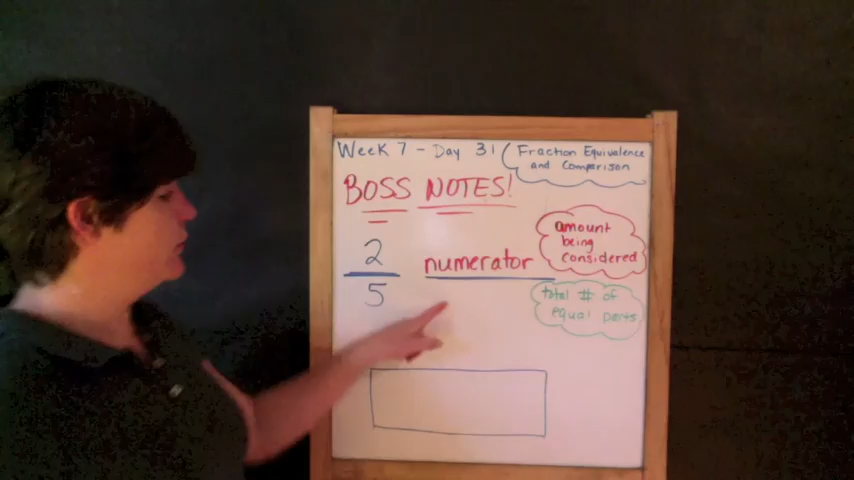 Week 7 - Day 31
Fraction Equivalence
and Comparison
BOSS NOTES!
2
5
numerator
amount
being
considered
total # of
equal parts